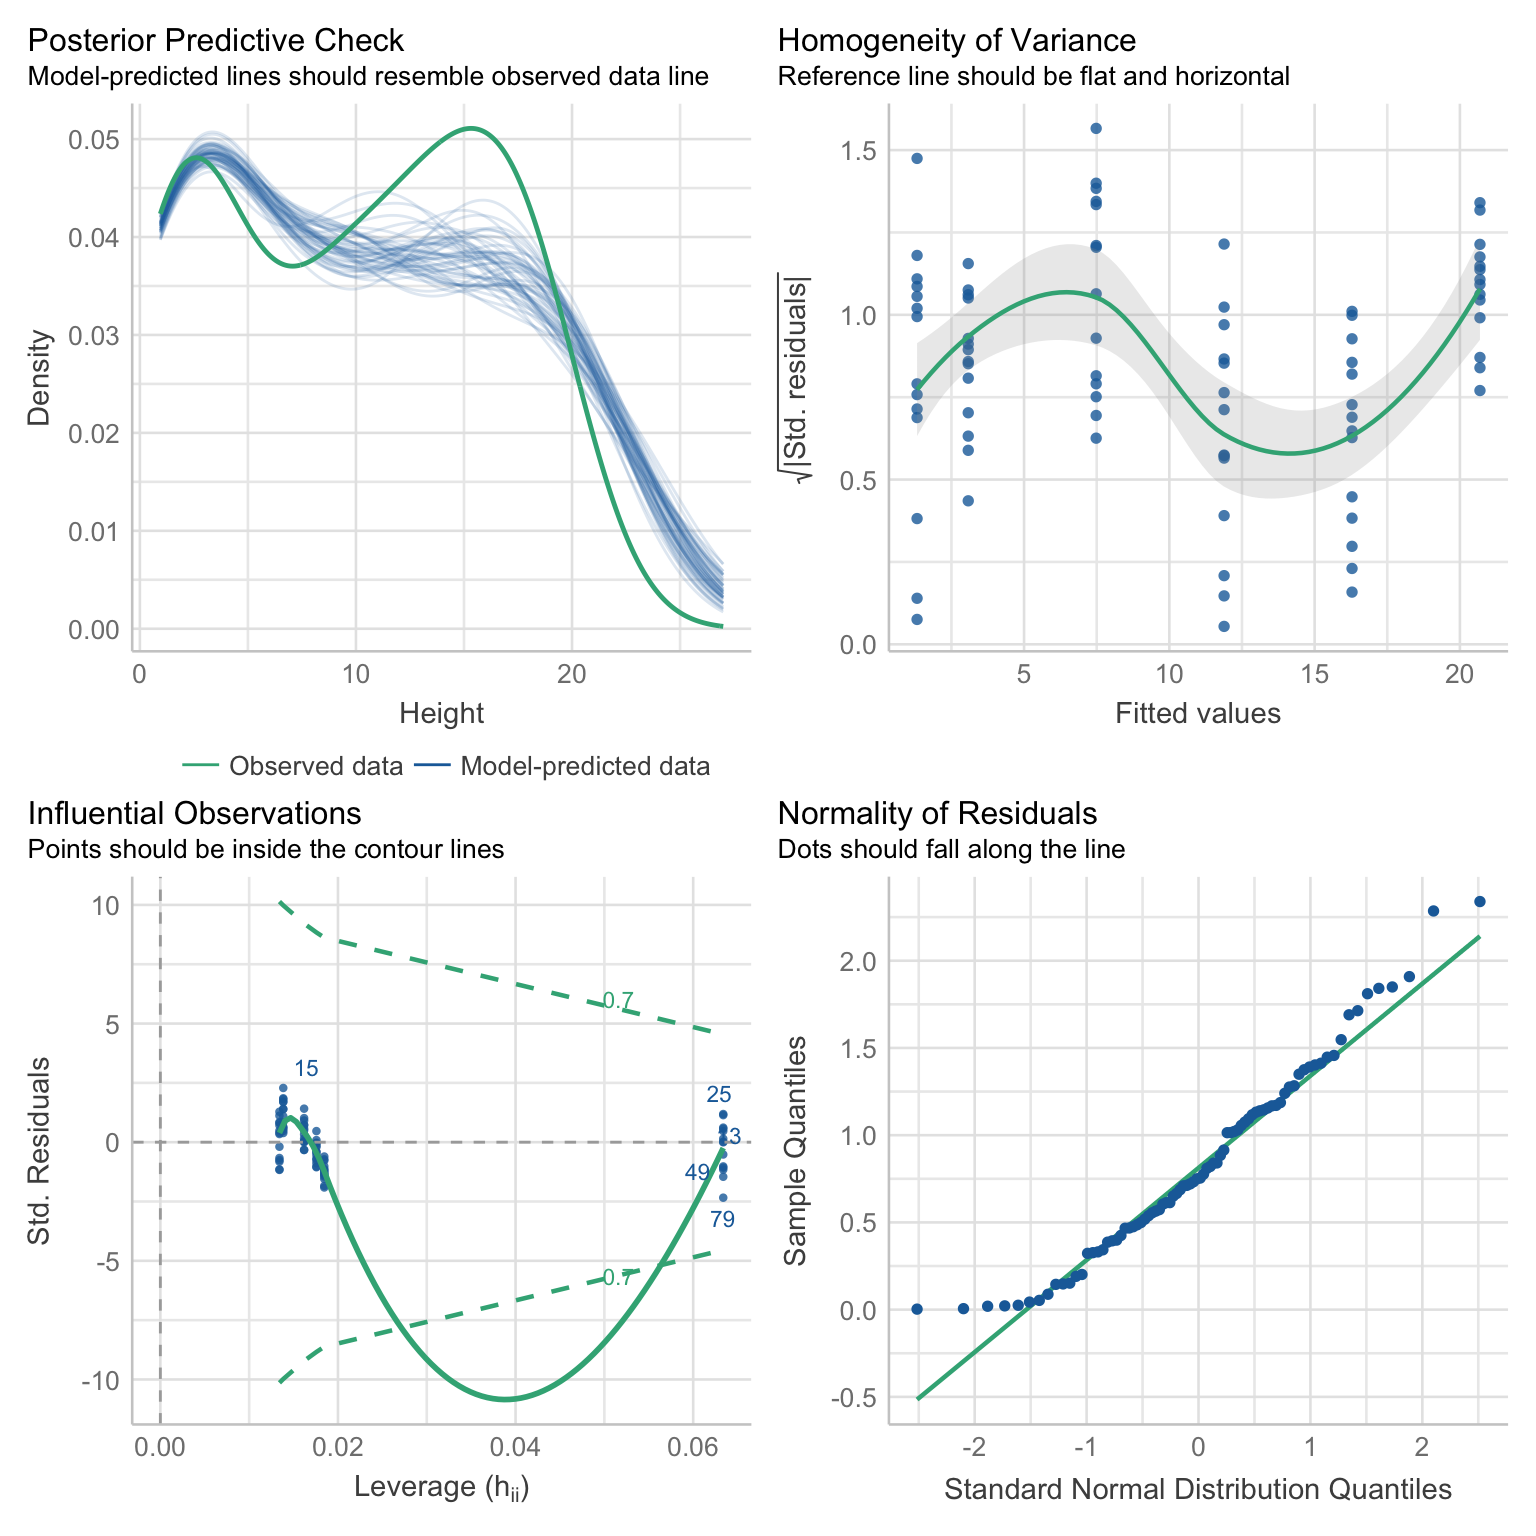 Posterior Predictive Check
Model-predicted lines should resemble observed data line
0.05
0.04
0.03
0.02
0.01
0.00
Density
0 10 20
Height
Observed data Model-predicted data
Homogeneity of Variance
Reference line should be flat and horizontal
1.5
1.0
0.5
0.0
√|Std. residuals|
5 10 15 20
Fitted values
Influential Observations
Points should be inside the contour lines
10
5
0
-5
-10
Std. Residuals
0.7
15
25
3
49
79
0.7
0.00 0.02 0.04 0.06
Leverage (hᵢᵢ)
Normality of Residuals
Dots should fall along the line
2.0
1.5
1.0
0.5
0.0
-0.5
Sample Quantiles
-2 -1 0 1 2
Standard Normal Distribution Quantiles